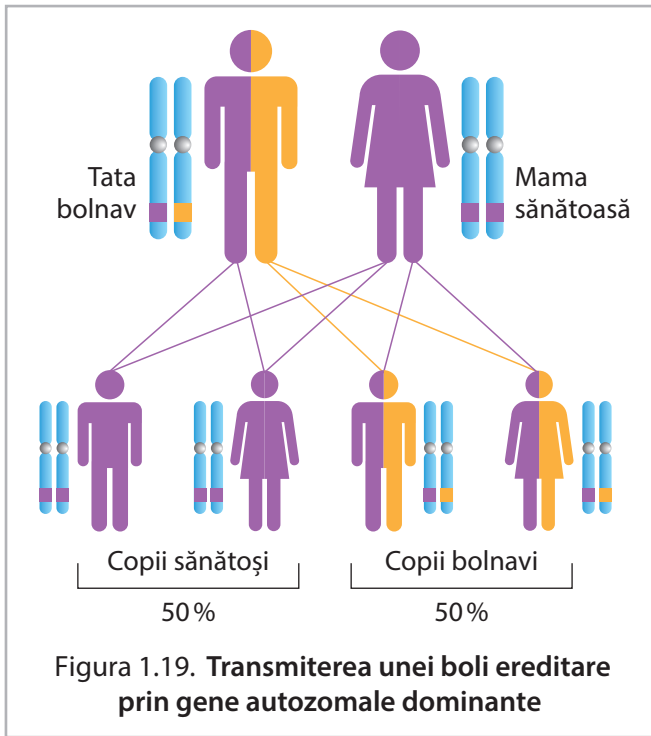 Tata
bolnav
Mama
sănătoasă
Copii sănătoși
Copii bolnavi
50 %
50 %
Figura 1.19. Transmiterea unei boli ereditare
prin gene autozomale dominante